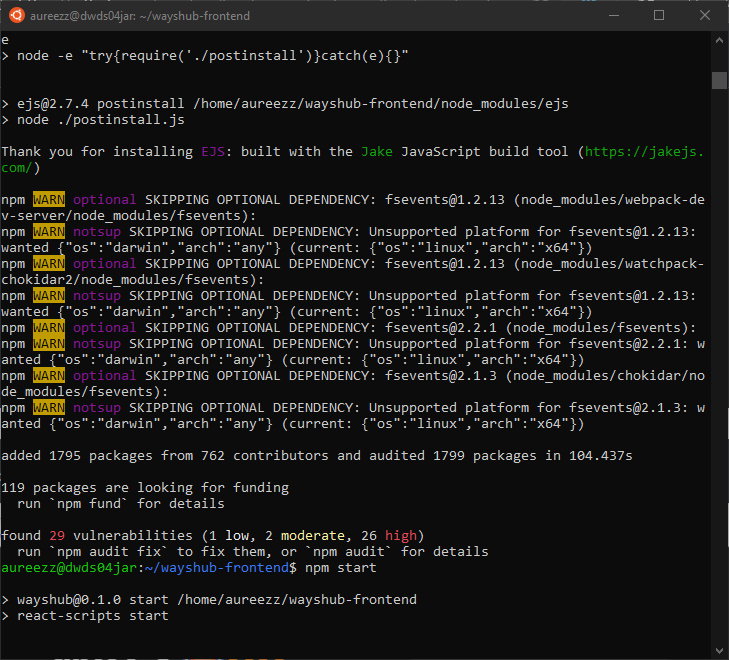 aureezz@dwds04jar: ~/wayshub-frontend
e
> node -e "try{require('./postinstall')}catch(e){}"
> ejs@2.7.4 postinstall /home/aureezz/wayshub-frontend/node_modules/ejs
> node ./postinstall.js
Thank you for installing EJS: built with the Jake JavaScript build tool (https://jakejs.
com/)
npm WARN optional SKIPPING OPTIONAL DEPENDENCY: fsevents@1.2.13 (node_modules/webpack-de
v-server/node_modules/fsevents):
npm WARN notsup SKIPPING OPTIONAL DEPENDENCY: Unsupported platform for fsevents@1.2.13:
wanted {"os":"darwin","arch":"any"} (current: {"os":"linux","arch":"x64"})
npm WARN optional SKIPPING OPTIONAL DEPENDENCY: fsevents@1.2.13 (node_modules/watchpack-
chokidar2/node_modules/fsevents):
npm WARN notsup SKIPPING OPTIONAL DEPENDENCY: Unsupported platform for fsevents@1.2.13:
wanted {"os":"darwin","arch":"any"} (current: {"os":"linux","arch":"x64"})
npm WARN optional SKIPPING OPTIONAL DEPENDENCY: fsevents@2.2.1 (node_modules/fsevents):
npm WARN notsup SKIPPING OPTIONAL DEPENDENCY: Unsupported platform for fsevents@2.2.1: w
anted {"os":"darwin","arch":"any"} (current: {"os":"linux","arch":"x64"})
npm WARN optional SKIPPING OPTIONAL DEPENDENCY: fsevents@2.1.3 (node_modules/chokidar/no
de_modules/fsevents):
npm WARN notsup SKIPPING OPTIONAL DEPENDENCY: Unsupported platform for fsevents@2.1.3: w
anted {"os":"darwin","arch":"any"} (current: {"os":"linux","arch":"x64"})
added 1795 packages from 762 contributors and audited 1799 packages in 104.437s
119 packages are looking for funding
run `npm fund` for details
found 29 vulnerabilities (1 low, 2 moderate, 26 high)
run `npm audit fix` to fix them, or `npm audit` for details
aureezz@dwds04jar:~/wayshub-frontend$ npm start
> wayshub@0.1.0 start /home/aureezz/wayshub-frontend
> react-scripts start